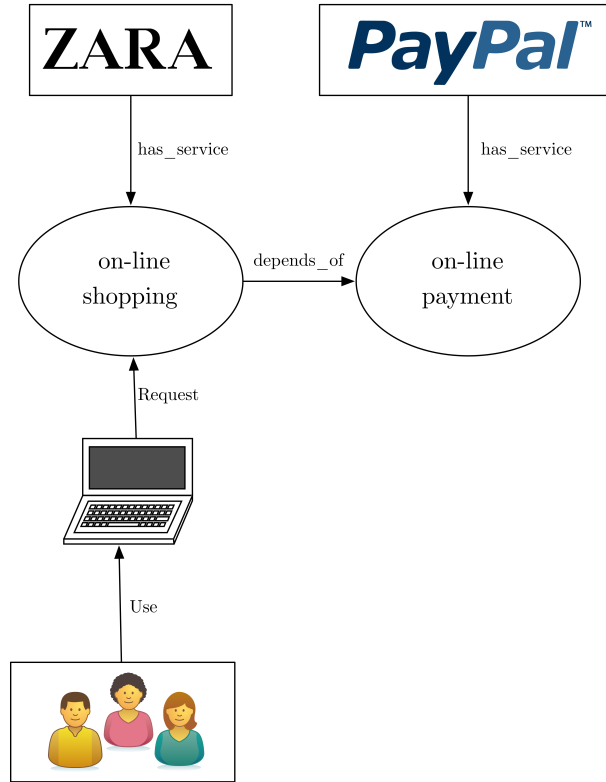 ZARA
PayPal™
has_service
has_service
on-line
shopping
depends_of
on-line
payment
Request
Use